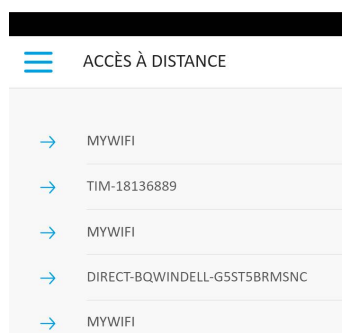 ACCÈS À DISTANCE
MYWIFI
TIM-18136889
MYWIFI
DIRECT-BQWINDELL-G5ST5BRMSNC
MYWIFI